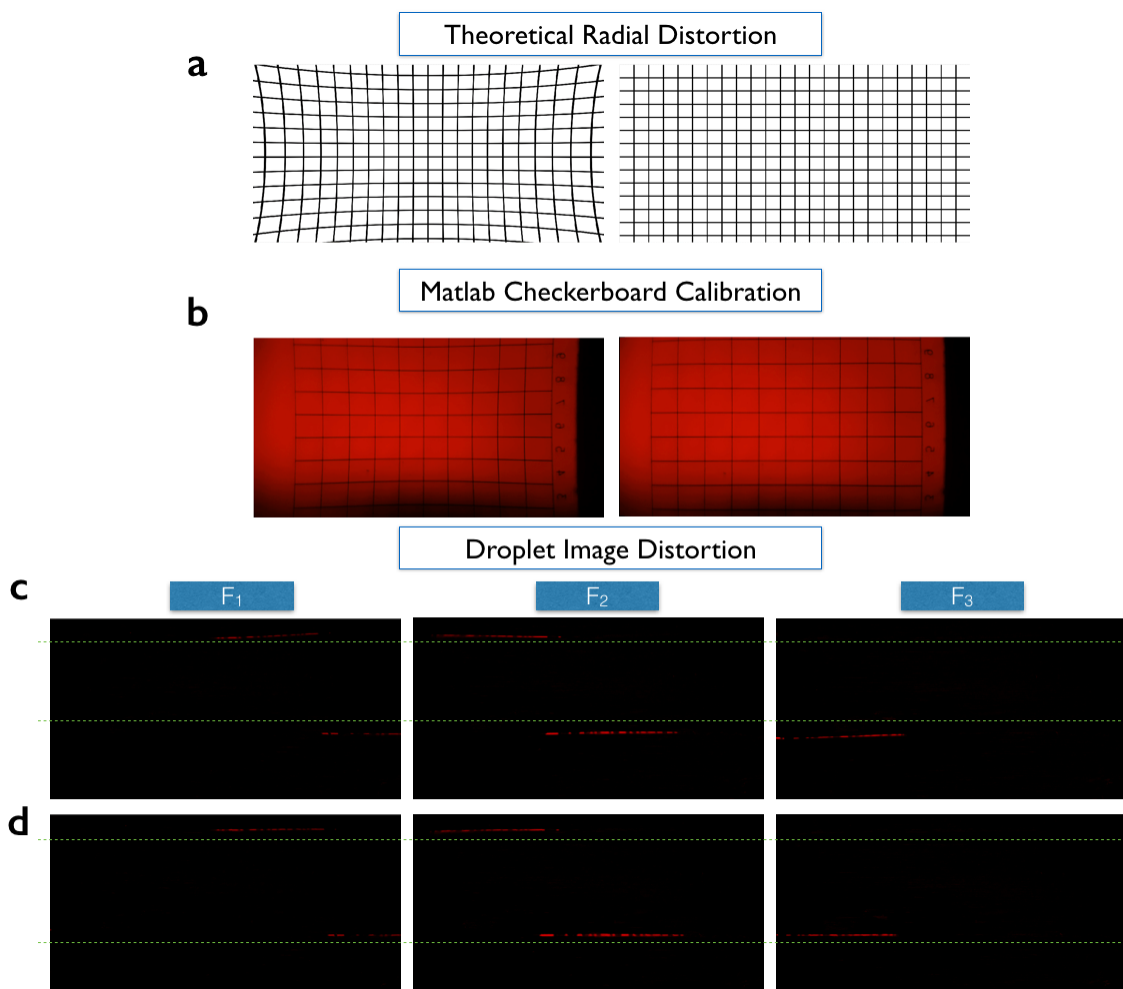 Theoretical Radial Distortion
a
Matlab Checkerboard Calibration
b
Droplet Image Distortion
c
F₁
F₂
F₃
d